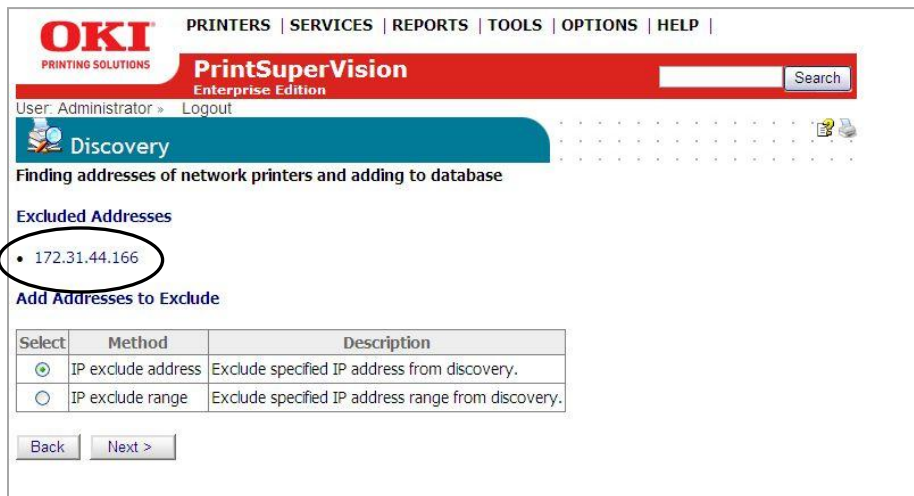 OKI
PRINTING SOLUTIONS
PRINTERS | SERVICES | REPORTS | TOOLS | OPTIONS | HELP |
PrintSuperVision
Enterprise Edition
Search
User: Administrator » Logout
Discovery
Finding addresses of network printers and adding to database
Excluded Addresses
• 172.31.44.166
Add Addresses to Exclude
Select Method Description
IP exclude address Exclude specified IP address from discovery.
IP exclude range Exclude specified IP address range from discovery.
Back Next >